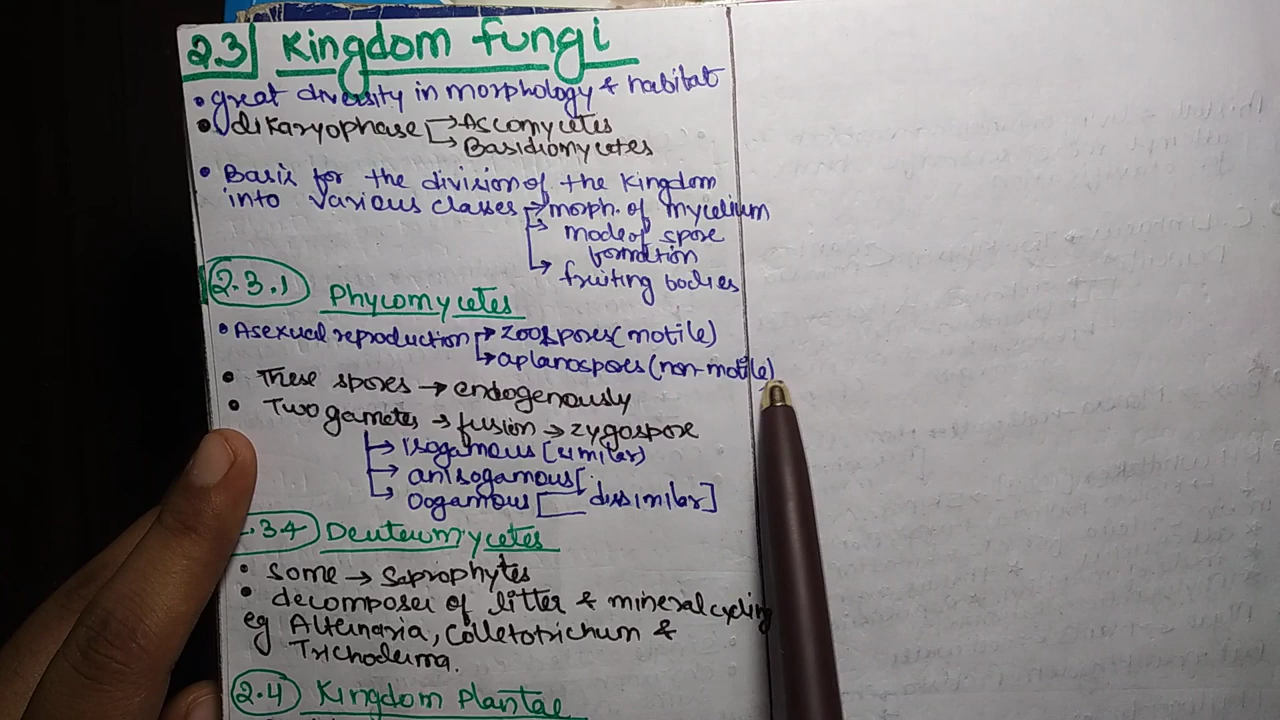 2.3 Kingdom fungi
• great diversity in morphology & habitat
• dikaryophase → Ascomycetes
→ Basidiomycetes
• Basis for the division of the Kingdom
into various classes → morph. of mycelium
→ mode of spore
formation
→ fruiting bodies
2.3.1 Phycomycetes
• Asexual reproduction → zoospores (motile)
→ aplanospores (non-motile)
• These spores → endogenously
• Two gametes → fusion → zygospore
→ isogamous [similar)
→ anisogamous [
→ Oogamous [ dissimilar]
.34 Deuteromycetes
• Some → Saprophytes
• decomposer of litter & mineral cycling
eg Alternaria, Colletotrichum &
Trichoderma.
2.4 Kingdom Plantae